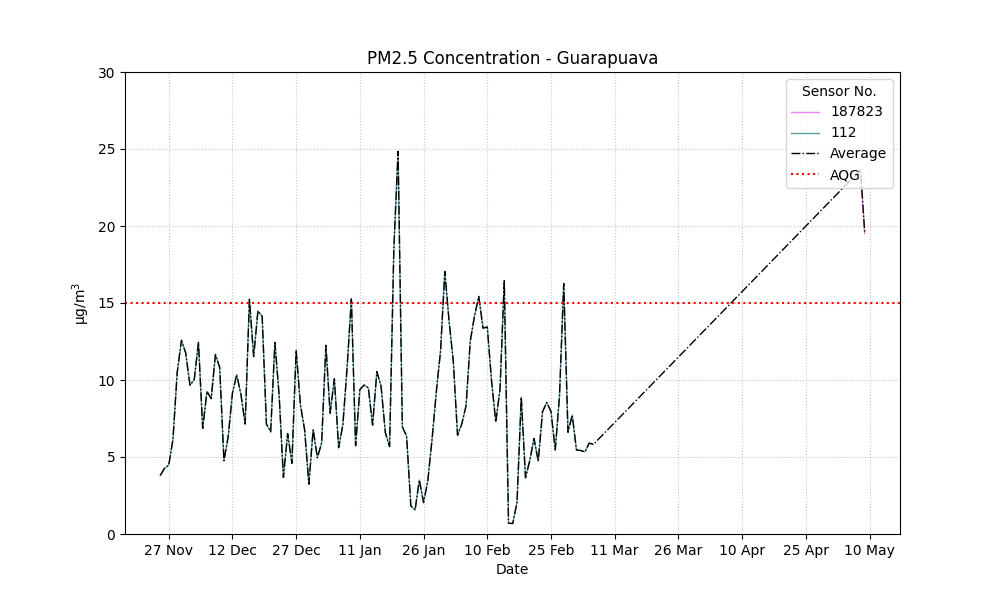 PM2.5 Concentration - Guarapuava
30
25
20
15
10
5
0
µg/m³
Sensor No.
187823
112
Average
AQG
27 Nov
12 Dec
27 Dec
11 Jan
26 Jan
10 Feb
25 Feb
11 Mar
26 Mar
10 Apr
25 Apr
10 May
Date